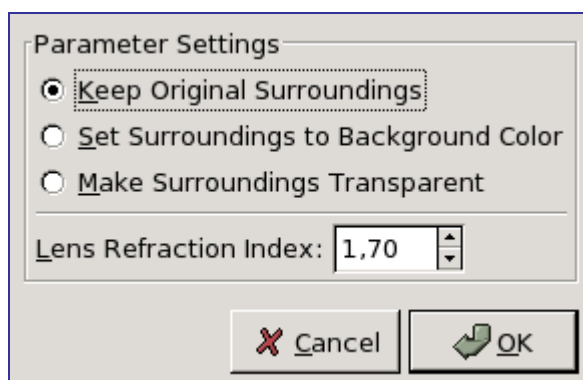 Parameter Settings
Keep Original Surroundings
Set Surroundings to Background Color
Make Surroundings Transparent
Lens Refraction Index: 1,70
Cancel OK